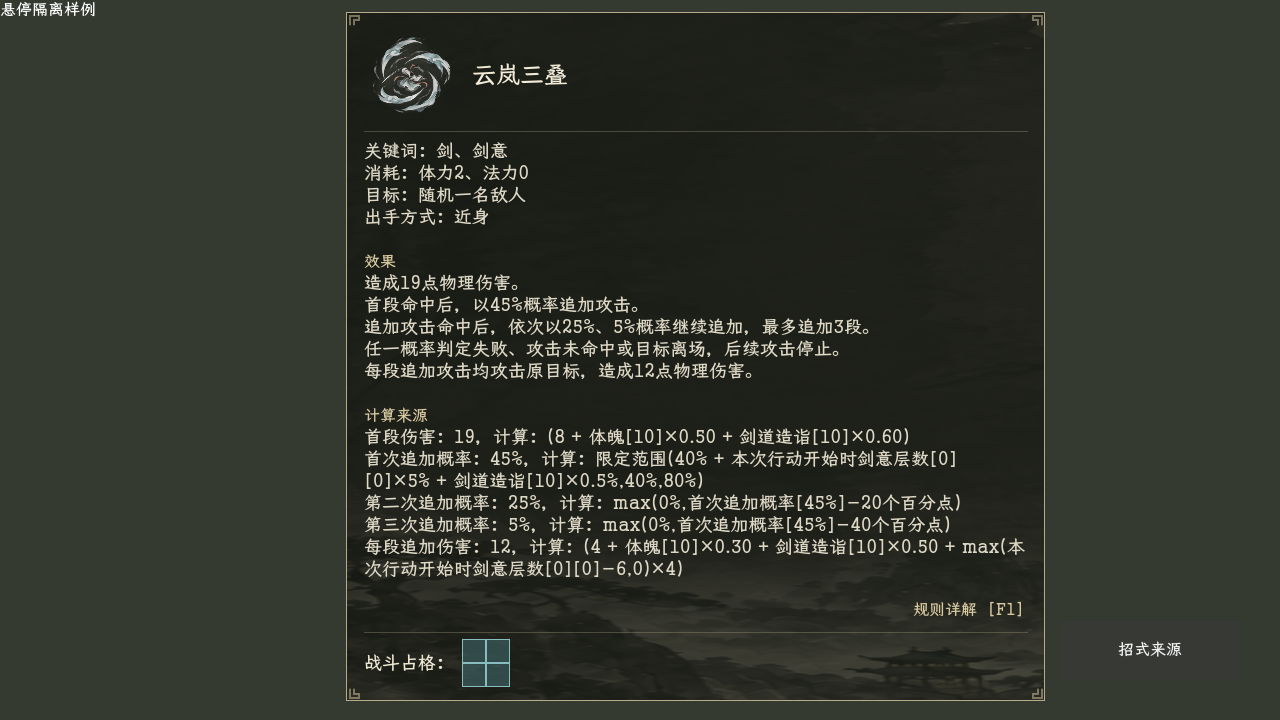 悬停隔离样例
云岚三叠
关键词：剑、剑意
消耗：体力2、法力0
目标：随机一名敌人
出手方式：近身
效果
造成19点物理伤害。
首段命中后，以45%概率追加攻击。
追加攻击命中后，依次以25%、5%概率继续追加，最多追加3段。
任一概率判定失败、攻击未命中或目标离场，后续攻击停止。
每段追加攻击均攻击原目标，造成12点物理伤害。
计算来源
首段伤害：19，计算：(8 + 体魄[10]×0.50 + 剑道造诣[10]×0.60)
首次追加概率：45%，计算：限定范围(40% + 本次行动开始时剑意层数[0]
[0]×5% + 剑道造诣[10]×0.5%,40%,80%)
第二次追加概率：25%，计算：max(0%,首次追加概率[45%]−20个百分点)
第三次追加概率：5%，计算：max(0%,首次追加概率[45%]−40个百分点)
每段追加伤害：12，计算：(4 + 体魄[10]×0.30 + 剑道造诣[10]×0.50 + max(本
次行动开始时剑意层数[0][0]−6,0)×4)
规则详解 [F1]
战斗占格：
招式来源